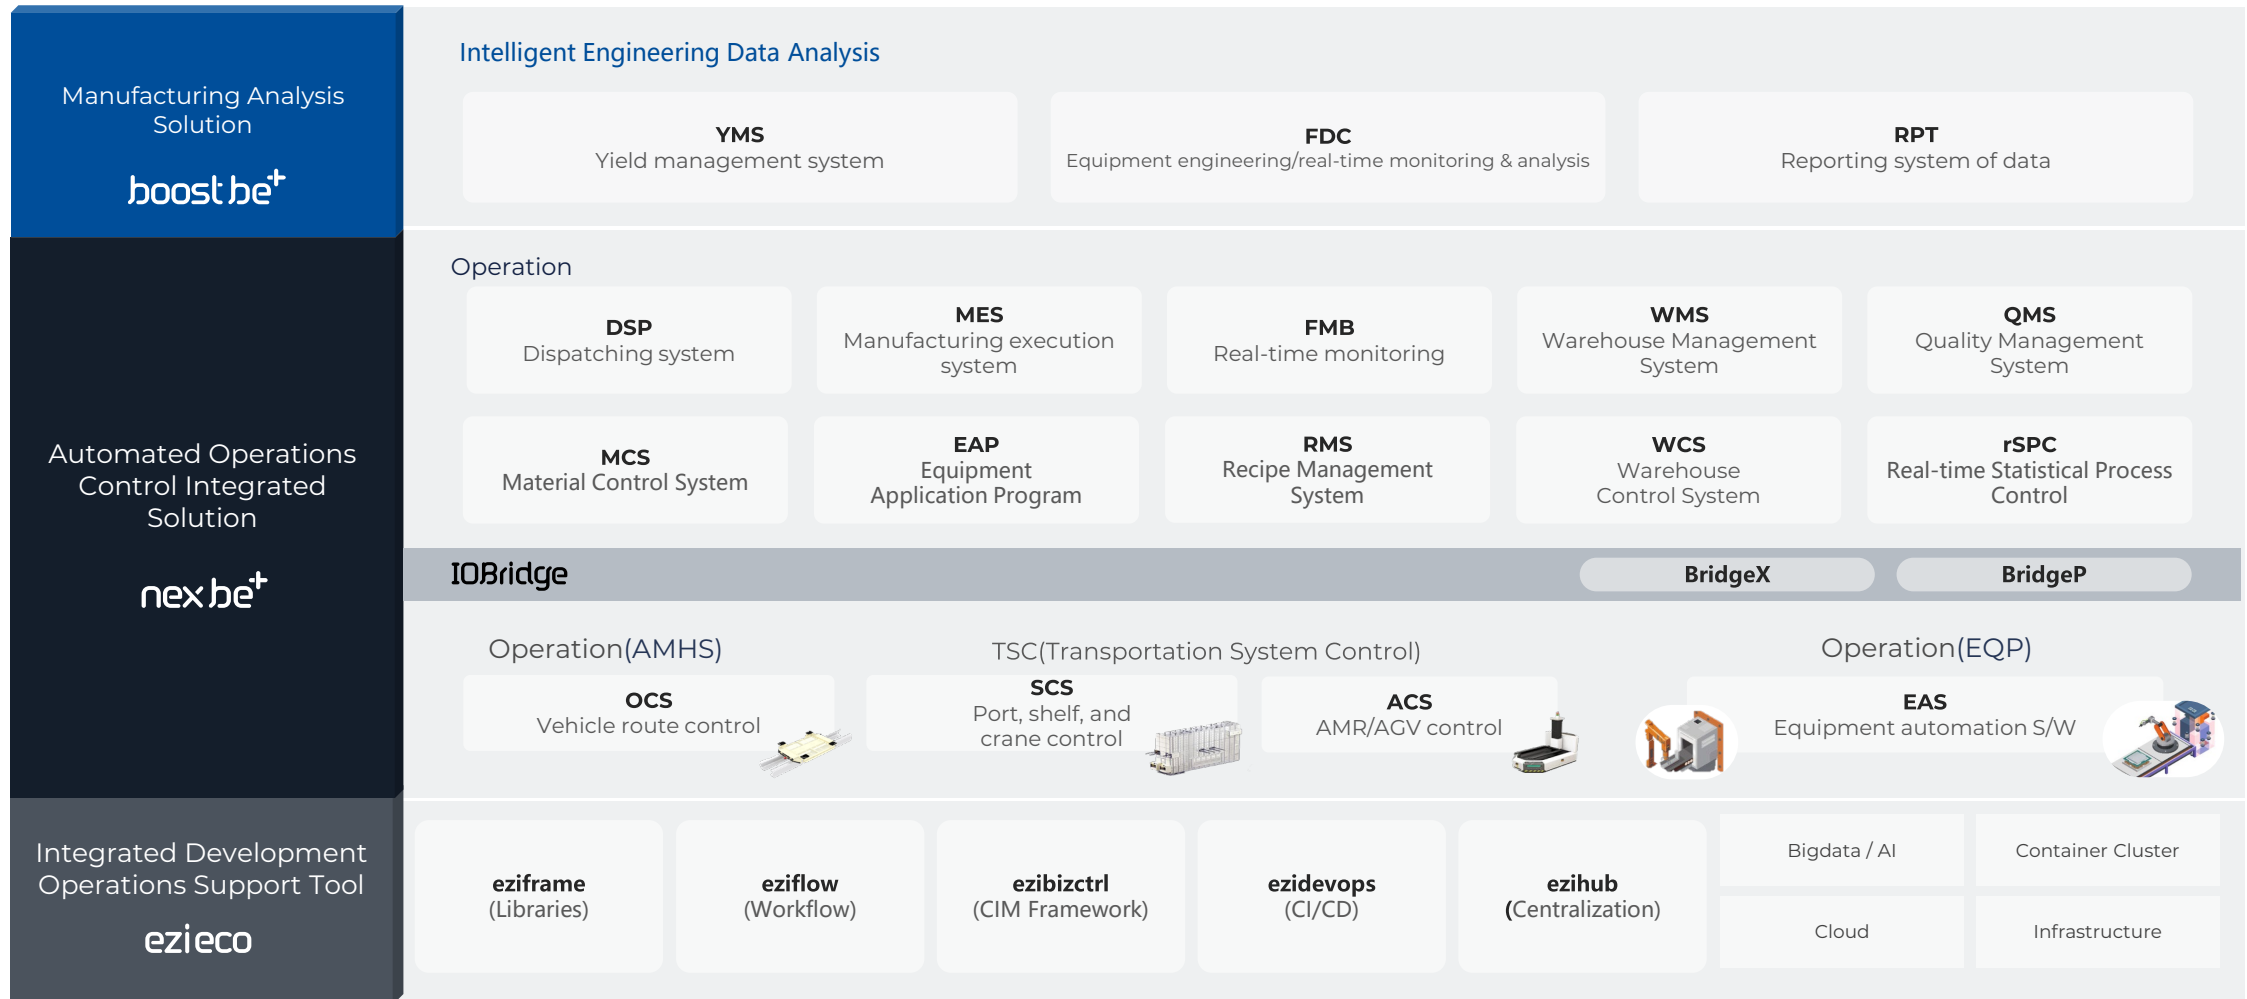 Manufacturing Analysis
Solution
boost.be+
Intelligent Engineering Data Analysis
YMS
Yield management system
FDC
Equipment engineering/real-time monitoring & analysis
RPT
Reporting system of data
Automated Operations
Control Integrated
Solution
nex.be+
Operation
DSP
Dispatching system
MES
Manufacturing execution
system
FMB
Real-time monitoring
WMS
Warehouse Management
System
QMS
Quality Management
System
MCS
Material Control System
EAP
Equipment
Application Program
RMS
Recipe Management
System
WCS
Warehouse
Control System
rSPC
Real-time Statistical Process
Control
IOBridge
BridgeX
BridgeP
Operation(AMHS)
TSC(Transportation System Control)
Operation(EQP)
OCS
Vehicle route control
SCS
Port, shelf, and
crane control
ACS
AMR/AGV control
EAS
Equipment automation S/W
Integrated Development
Operations Support Tool
ezieco
eziframe
(Libraries)
eziflow
(Workflow)
ezibizctrl
(CIM Framework)
ezidevops
(CI/CD)
ezihub
(Centralization)
Bigdata / AI
Container Cluster
Cloud
Infrastructure